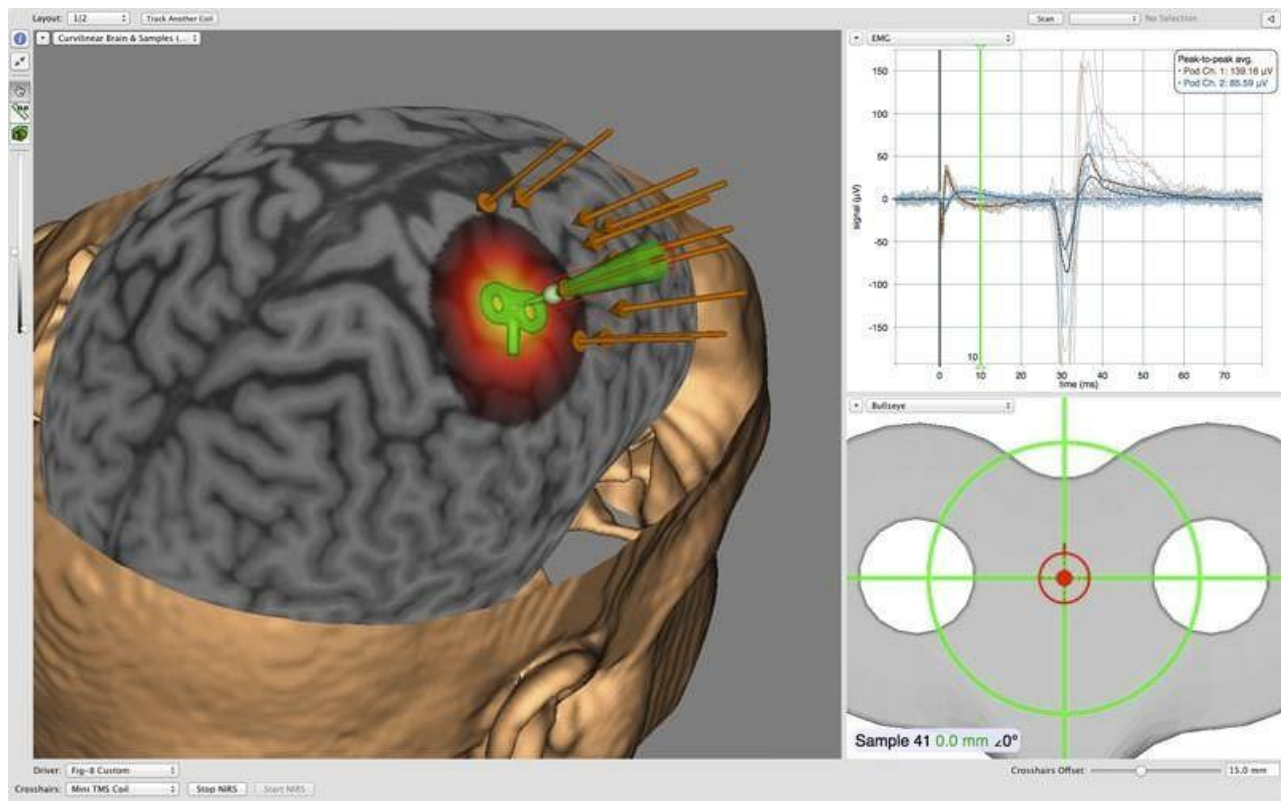 Layout: 1/2 Track Another Coil Scan No Selection
Curvilinear Brain & Samples (...
EMG
Peak-to-peak avg.
• Pod Ch. 1: 139.16 µV
• Pod Ch. 2: 85.59 µV
150
100
50
0
-50
-100
-150
signal (µV)
10
0 10 20 30 40 50 60 70
time (ms)
Bullseye
Sample 41 0.0 mm ∠0°
Driver: Fig-8 Custom
Crosshairs Offset: 15.0 mm
Crosshairs: Mini TMS Coil Stop NIRS Start NIRS